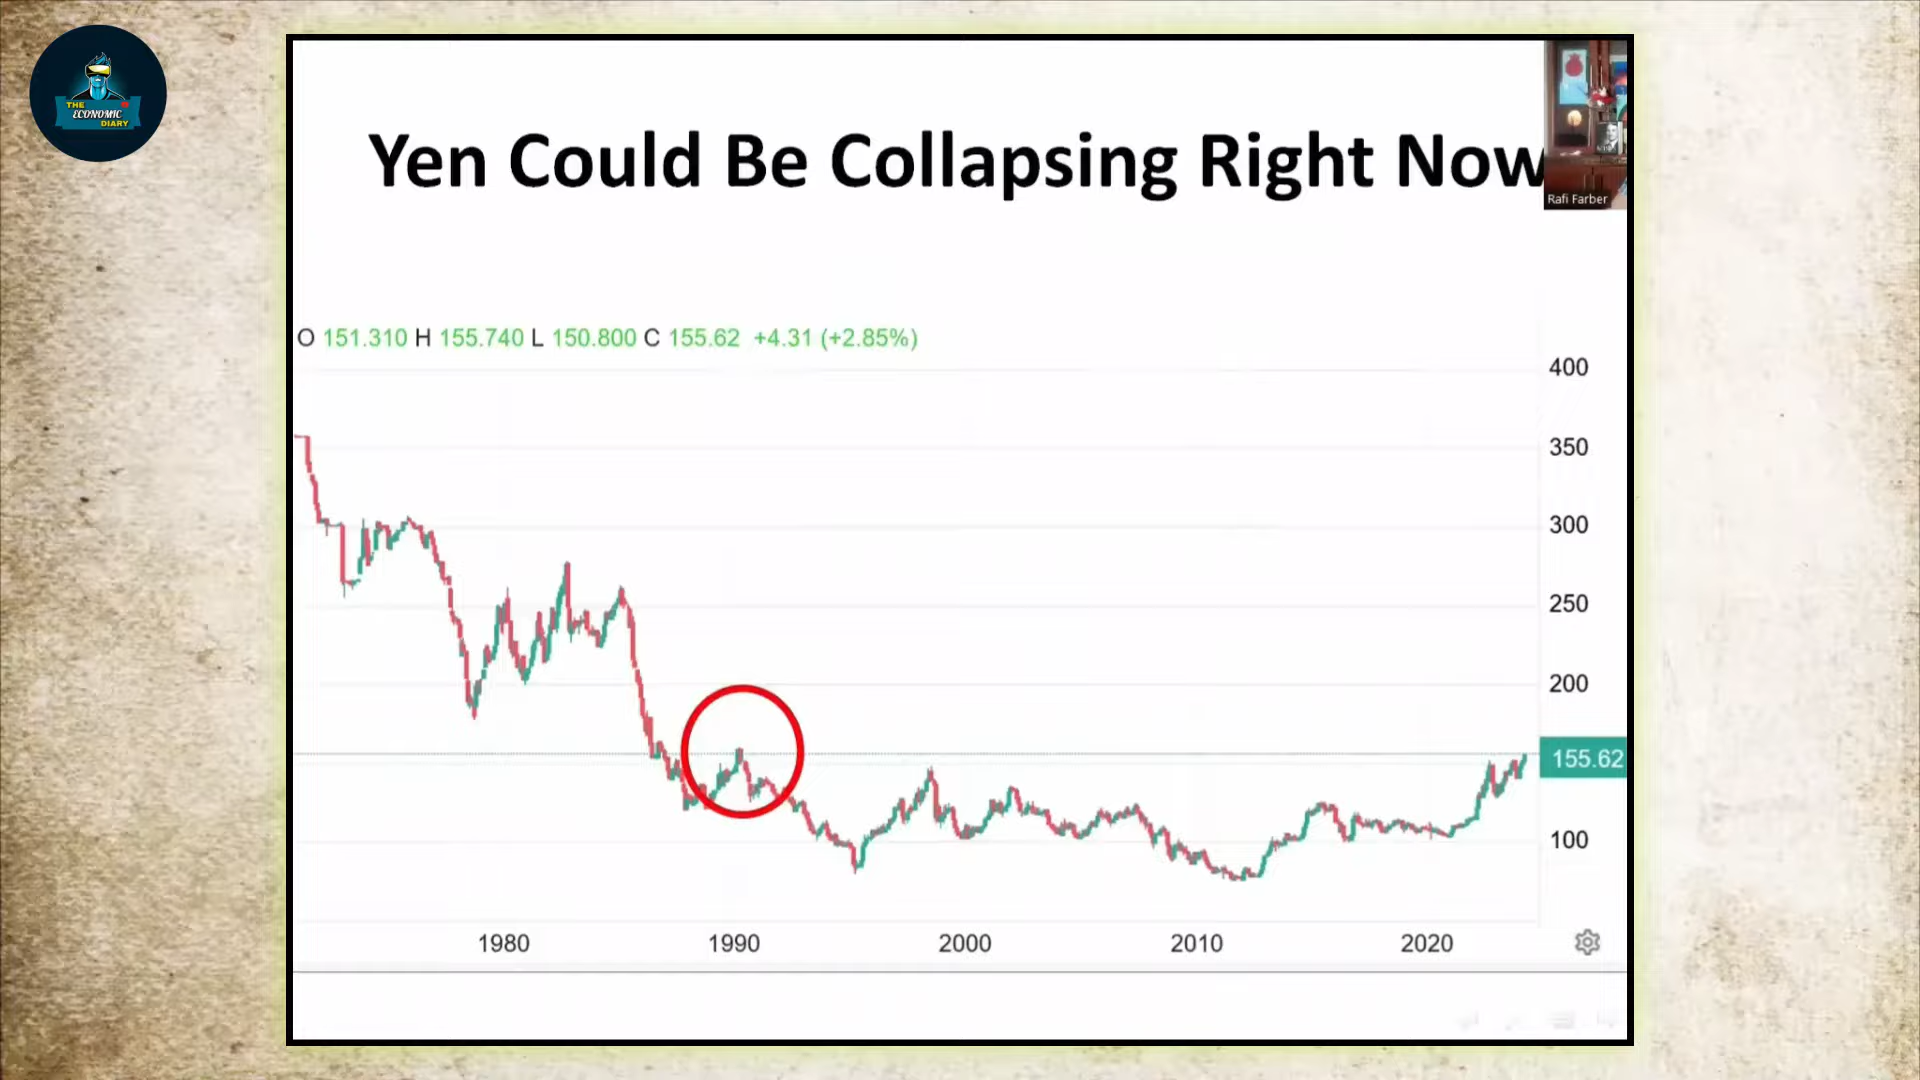 THE
ECONOMIC
DIARY
Yen Could Be Collapsing Right Now
Rafi Farber
O 151.310 H 155.740 L 150.800 C 155.62 +4.31 (+2.85%)
400
350
300
250
200
155.62
100
1980 1990 2000 2010 2020